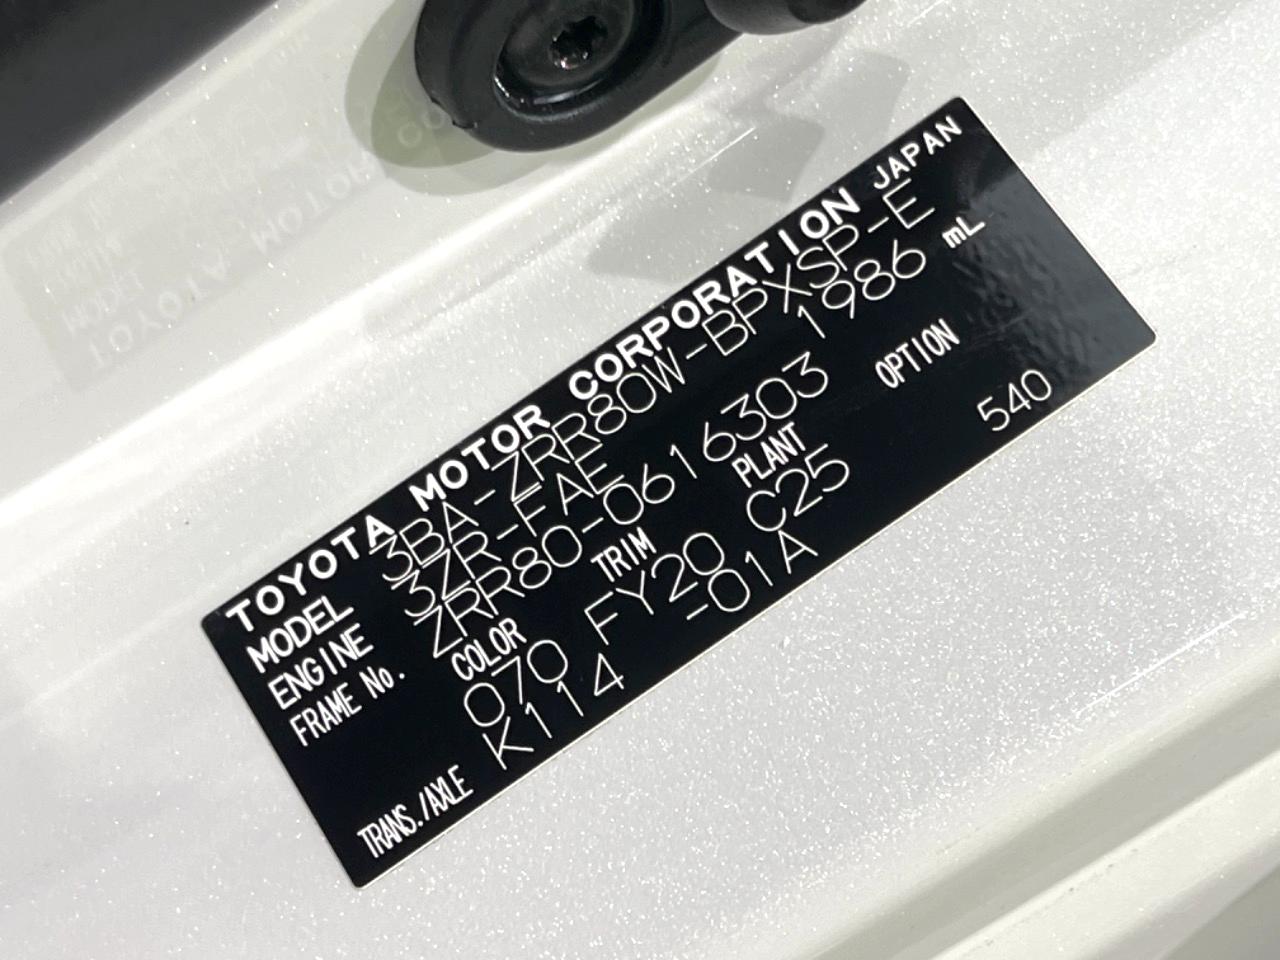 TOYOTA MOTOR CORPORATION JAPAN
MODEL 3BA-ZRR80W-BPXSP-E
ENGINE 3ZR-FAE 1986 mL
FRAME No. ZRR80-0616303
COLOR TRIM PLANT OPTION
070 FY20 C25 540
TRANS./AXLE K114 -01A